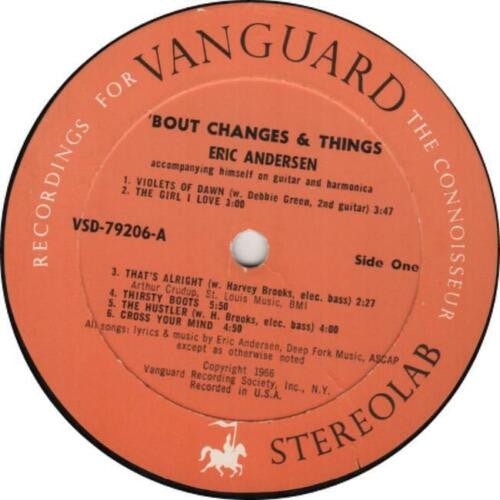 RECORDINGS FOR VANGUARD THE CONNOISSEUR
'BOUT CHANGES & THINGS
ERIC ANDERSEN
accompanying himself on guitar and harmonica
1. VIOLETS OF DAWN (w. Debbie Green, 2nd guitar) 3:47
2. THE GIRL I LOVE 3:00
VSD-79206-A
Side One
3. THAT'S ALRIGHT (w. Harvey Brooks, elec. bass) 2:27
Arthur Crudup, St. Louis Music, BMI
4. THIRSTY BOOTS 5:50
5. THE HUSTLER (w. H. Brooks, elec. bass) 4:00
6. CROSS YOUR MIND 4:50
All songs: lyrics & music by Eric Andersen, Deep Fork Music, ASCAP
except as otherwise noted
Copyright 1966
Vanguard Recording Society, Inc., N.Y.
Recorded in U.S.A.
STEREOLAB